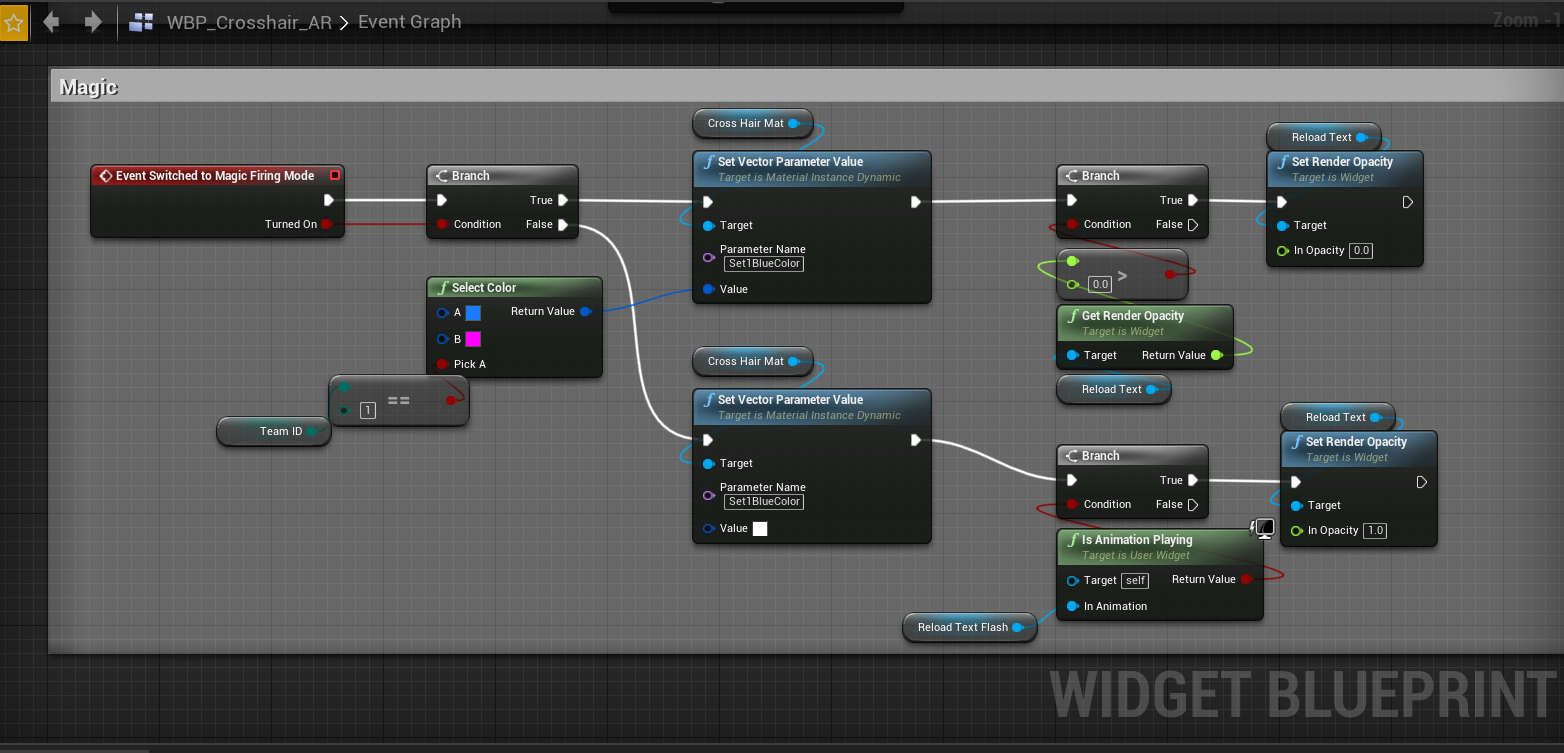 WBP_Crosshair_AR > Event Graph
Zoom -1
Magic
Event Switched to Magic Firing Mode
Turned On
Branch
True
Condition
False
Select Color
A
Return Value
B
Pick A
1
==
Team ID
Cross Hair Mat
Set Vector Parameter Value
Target is Material Instance Dynamic
Target
Parameter Name
Set1BlueColor
Value
Cross Hair Mat
Set Vector Parameter Value
Target is Material Instance Dynamic
Target
Parameter Name
Set1BlueColor
Value
Branch
True
Condition
False
0.0
>
Get Render Opacity
Target is Widget
Target
Return Value
Reload Text
Reload Text
Set Render Opacity
Target is Widget
Target
In Opacity 0.0
Branch
True
Condition
False
Is Animation Playing
Target is User Widget
Target self
Return Value
In Animation
Reload Text Flash
Reload Text
Set Render Opacity
Target is Widget
Target
In Opacity 1.0
WIDGET BLUEPRINT